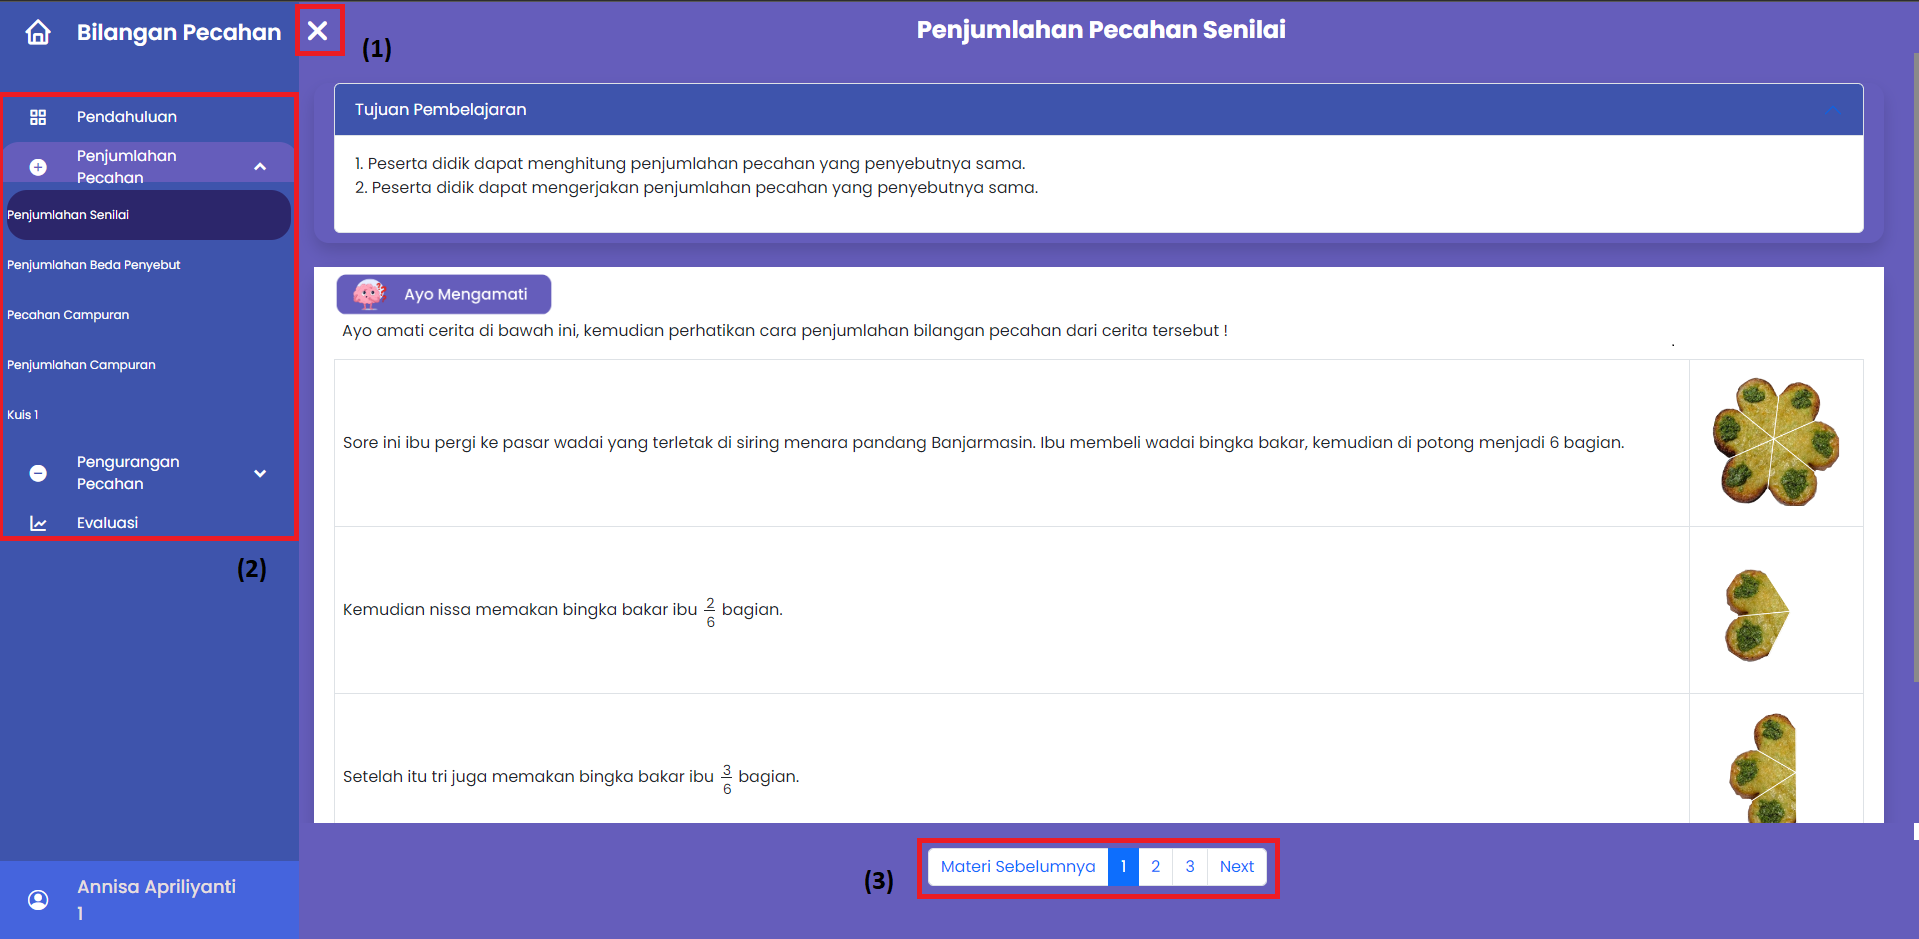 Bilangan Pecahan
(1)
Pendahuluan
Penjumlahan
Pecahan
Penjumlahan Senilai
Penjumlahan Beda Penyebut
Pecahan Campuran
Penjumlahan Campuran
Kuis 1
Pengurangan
Pecahan
Evaluasi
(2)
Annisa Apriliyanti
1
Penjumlahan Pecahan Senilai
Tujuan Pembelajaran
1. Peserta didik dapat menghitung penjumlahan pecahan yang penyebutnya sama.
2. Peserta didik dapat mengerjakan penjumlahan pecahan yang penyebutnya sama.
Ayo Mengamati
Ayo amati cerita di bawah ini, kemudian perhatikan cara penjumlahan bilangan pecahan dari cerita tersebut !
.
Sore ini ibu pergi ke pasar wadai yang terletak di siring menara pandang Banjarmasin. Ibu membeli wadai bingka bakar, kemudian di potong menjadi 6 bagian.
Kemudian nissa memakan bingka bakar ibu 2/6 bagian.
Setelah itu tri juga memakan bingka bakar ibu 3/6 bagian.
(3)
Materi Sebelumnya 1 2 3 Next